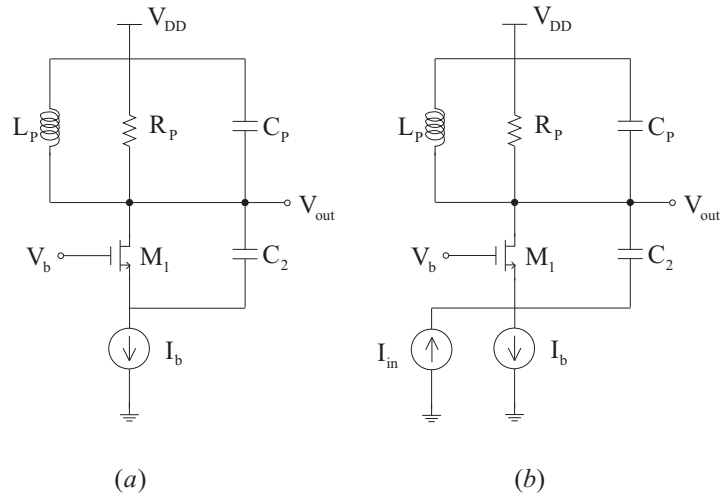 V_DD V_DD
L_P R_P C_P L_P R_P C_P
V_out V_out
V_b M_1 C_2 V_b M_1 C_2
I_b I_in I_b
(a) (b)